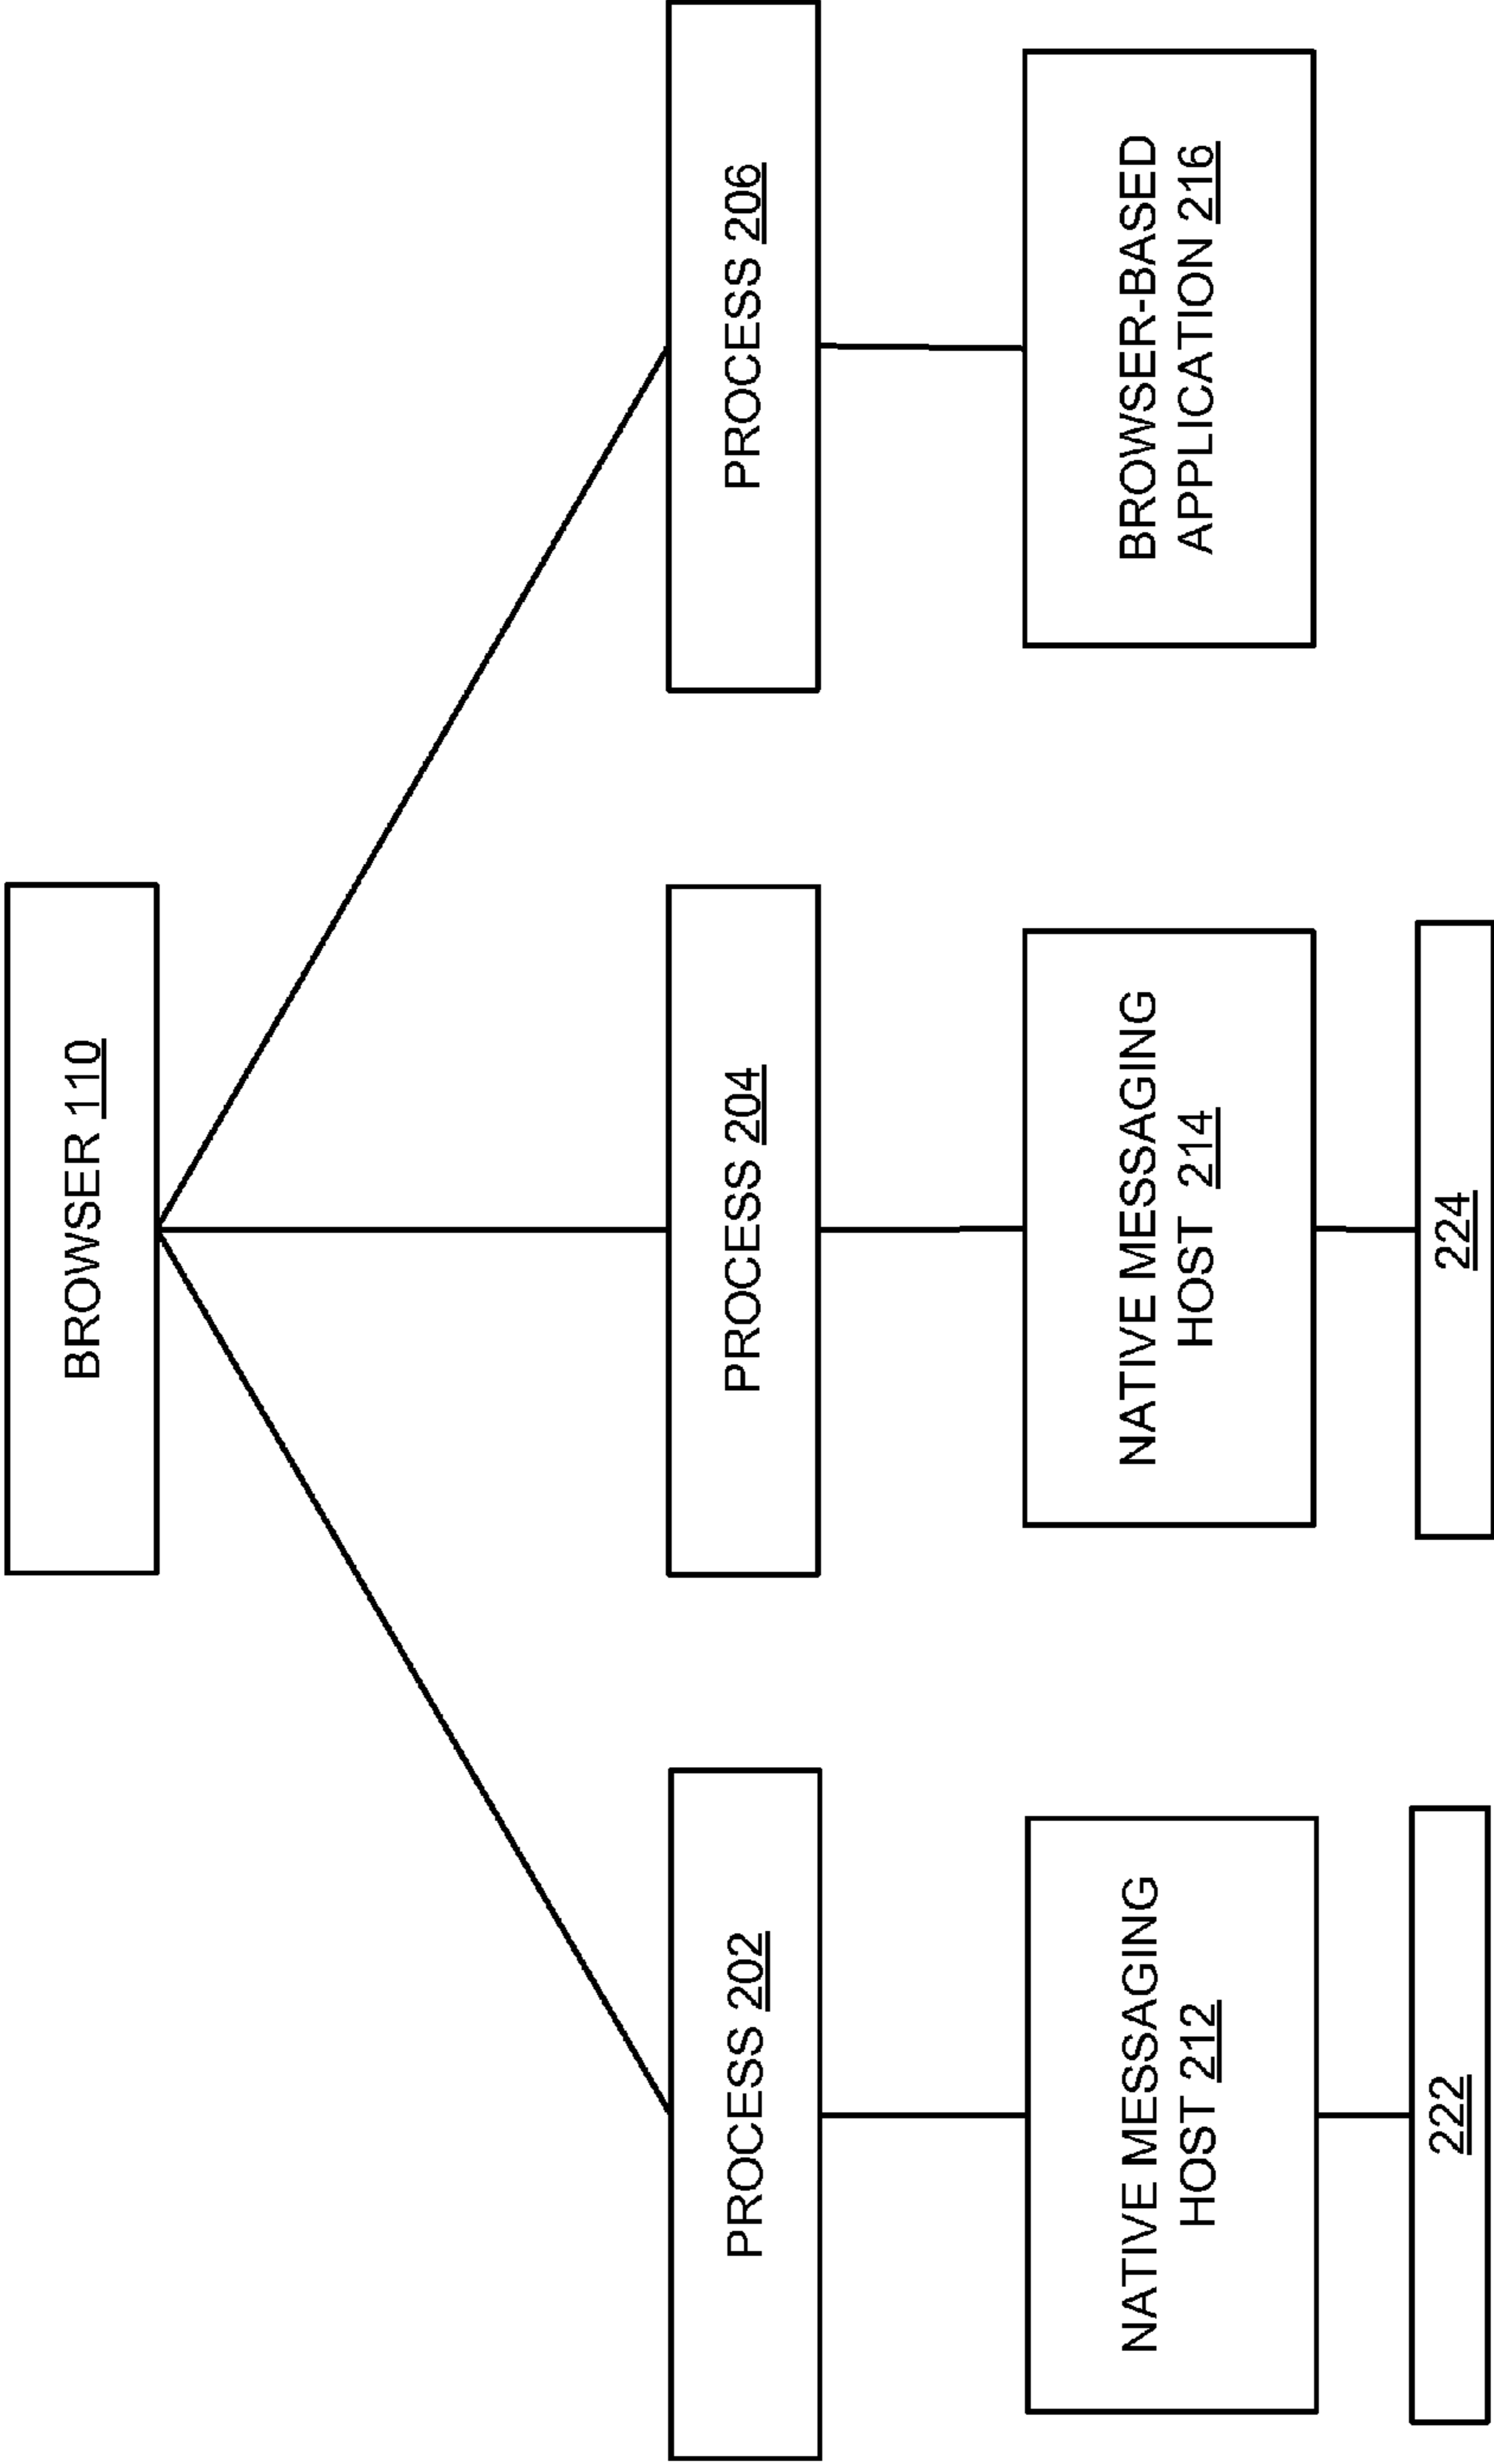 BROWSER 110
PROCESS 202
PROCESS 204
PROCESS 206
NATIVE MESSAGING
HOST 212
NATIVE MESSAGING
HOST 214
BROWSER-BASED
APPLICATION 216
222
224